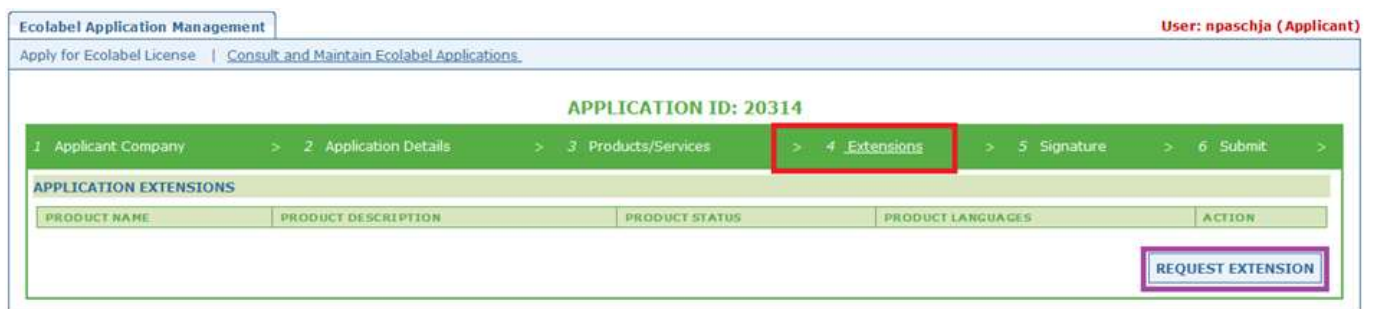 Ecolabel Application Management
User: npaschja (Applicant)
Apply for Ecolabel License | Consult and Maintain Ecolabel Applications
APPLICATION ID: 20314
1 Applicant Company > 2 Application Details > 3 Products/Services > 4 Extensions > 5 Signature > 6 Submit >
APPLICATION EXTENSIONS
PRODUCT NAME PRODUCT DESCRIPTION PRODUCT STATUS PRODUCT LANGUAGES ACTION
REQUEST EXTENSION